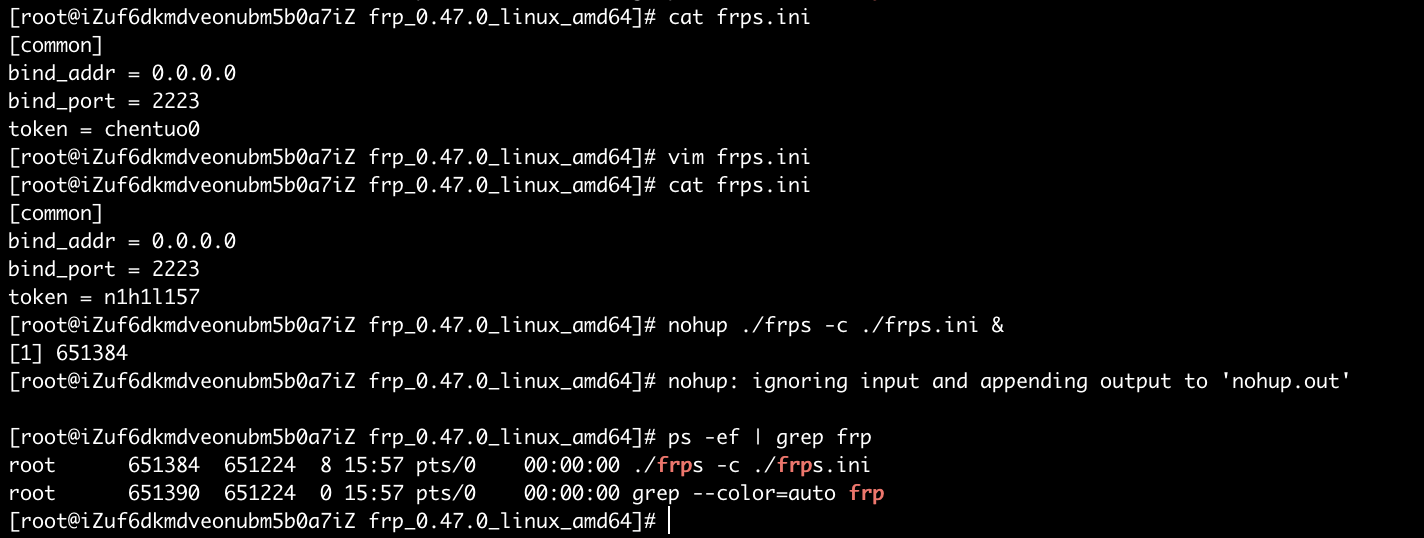 [root@iZuf6dkmdveonubm5b0a7iZ frp_0.47.0_linux_amd64]# cat frps.ini
[common]
bind_addr = 0.0.0.0
bind_port = 2223
token = chentuo0
[root@iZuf6dkmdveonubm5b0a7iZ frp_0.47.0_linux_amd64]# vim frps.ini
[root@iZuf6dkmdveonubm5b0a7iZ frp_0.47.0_linux_amd64]# cat frps.ini
[common]
bind_addr = 0.0.0.0
bind_port = 2223
token = n1h1l157
[root@iZuf6dkmdveonubm5b0a7iZ frp_0.47.0_linux_amd64]# nohup ./frps -c ./frps.ini &
[1] 651384
[root@iZuf6dkmdveonubm5b0a7iZ frp_0.47.0_linux_amd64]# nohup: ignoring input and appending output to 'nohup.out'
[root@iZuf6dkmdveonubm5b0a7iZ frp_0.47.0_linux_amd64]# ps -ef | grep frp
root      651384  651224  8 15:57 pts/0    00:00:00 ./frps -c ./frps.ini
root      651390  651224  0 15:57 pts/0    00:00:00 grep --color=auto frp
[root@iZuf6dkmdveonubm5b0a7iZ frp_0.47.0_linux_amd64]#